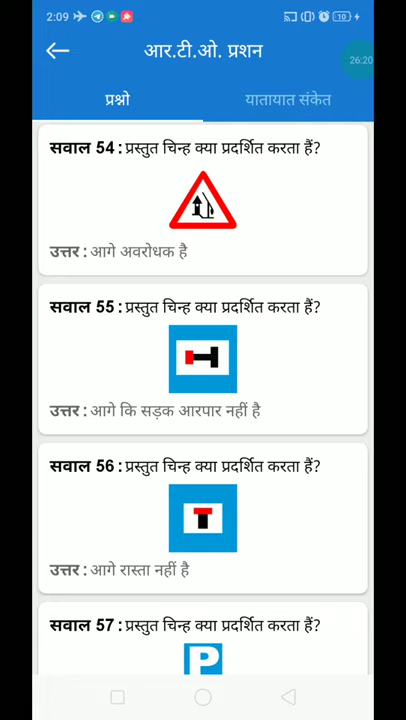 2:09
10
आर.टी.ओ. प्रशन
26:20
प्रश्नो
यातायात संकेत
सवाल 54 : प्रस्तुत चिन्ह क्या प्रदर्शित करता हैं?
उत्तर : आगे अवरोधक है
सवाल 55 : प्रस्तुत चिन्ह क्या प्रदर्शित करता हैं?
उत्तर : आगे कि सड़क आरपार नहीं है
सवाल 56 : प्रस्तुत चिन्ह क्या प्रदर्शित करता हैं?
उत्तर : आगे रास्ता नहीं है
सवाल 57 : प्रस्तुत चिन्ह क्या प्रदर्शित करता हैं?
P